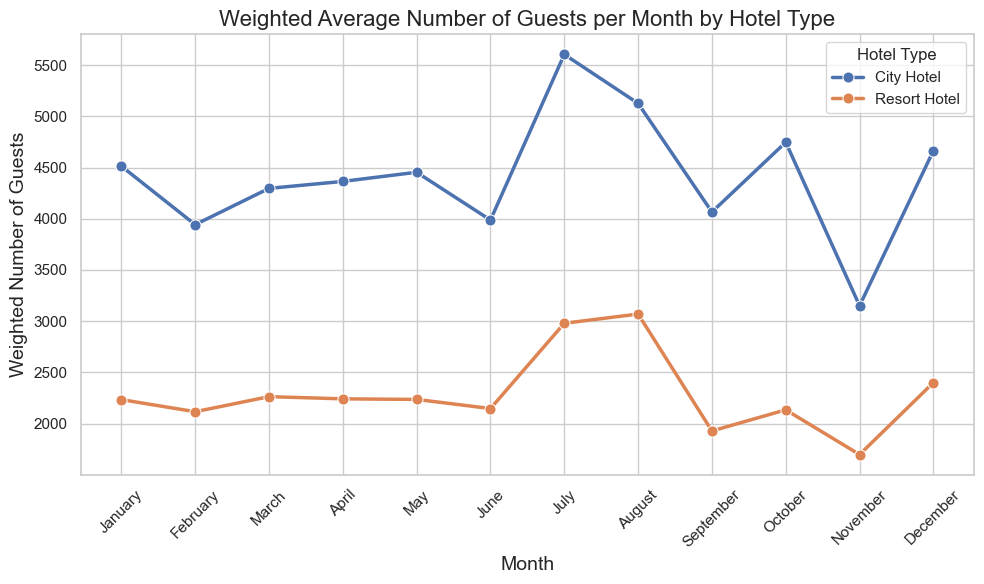 Weighted Average Number of Guests per Month by Hotel Type
Hotel Type
City Hotel
Resort Hotel
Weighted Number of Guests
5500
5000
4500
4000
3500
3000
2500
2000
January
February
March
April
May
June
July
August
September
October
November
December
Month